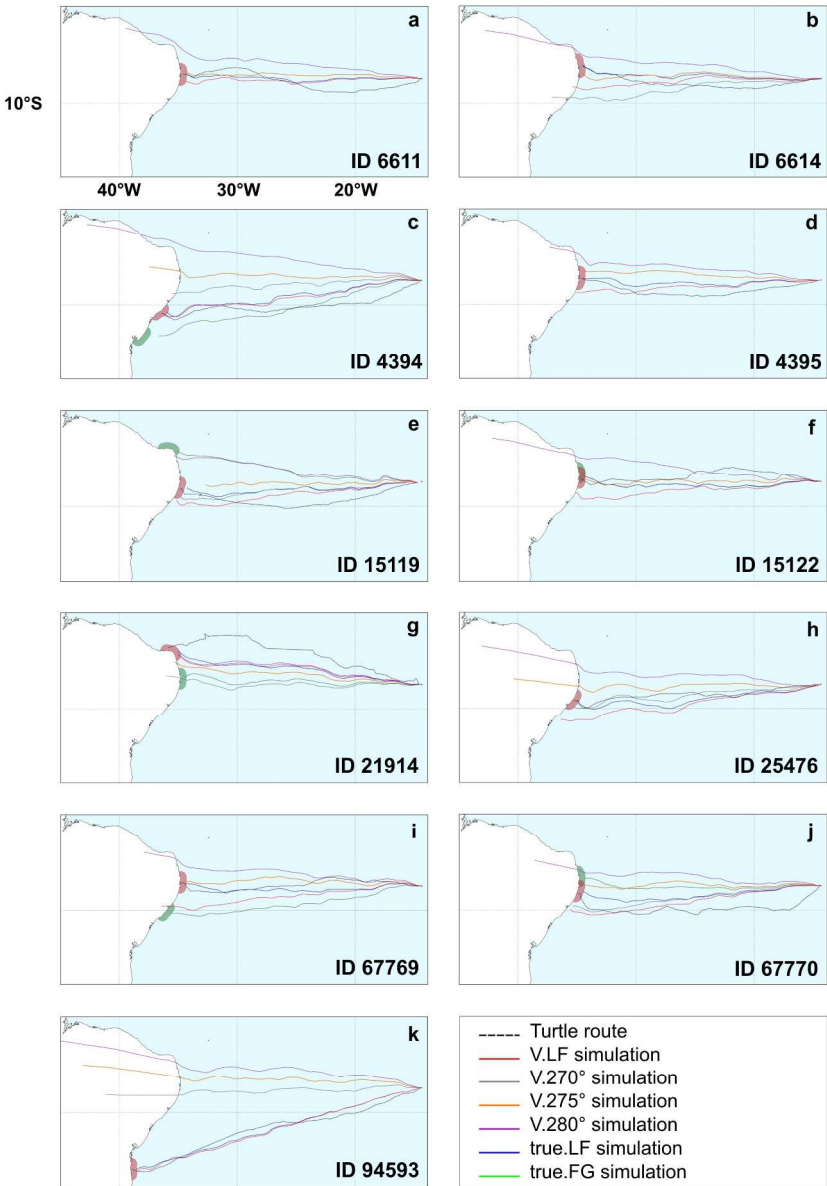 a
b
10°S
ID 6611
ID 6614
40°W
30°W
20°W
c
d
ID 4394
ID 4395
e
f
ID 15119
ID 15122
g
h
ID 21914
ID 25476
i
j
ID 67769
ID 67770
k
ID 94593
Turtle route
V.LF simulation
V.270° simulation
V.275° simulation
V.280° simulation
true.LF simulation
true.FG simulation